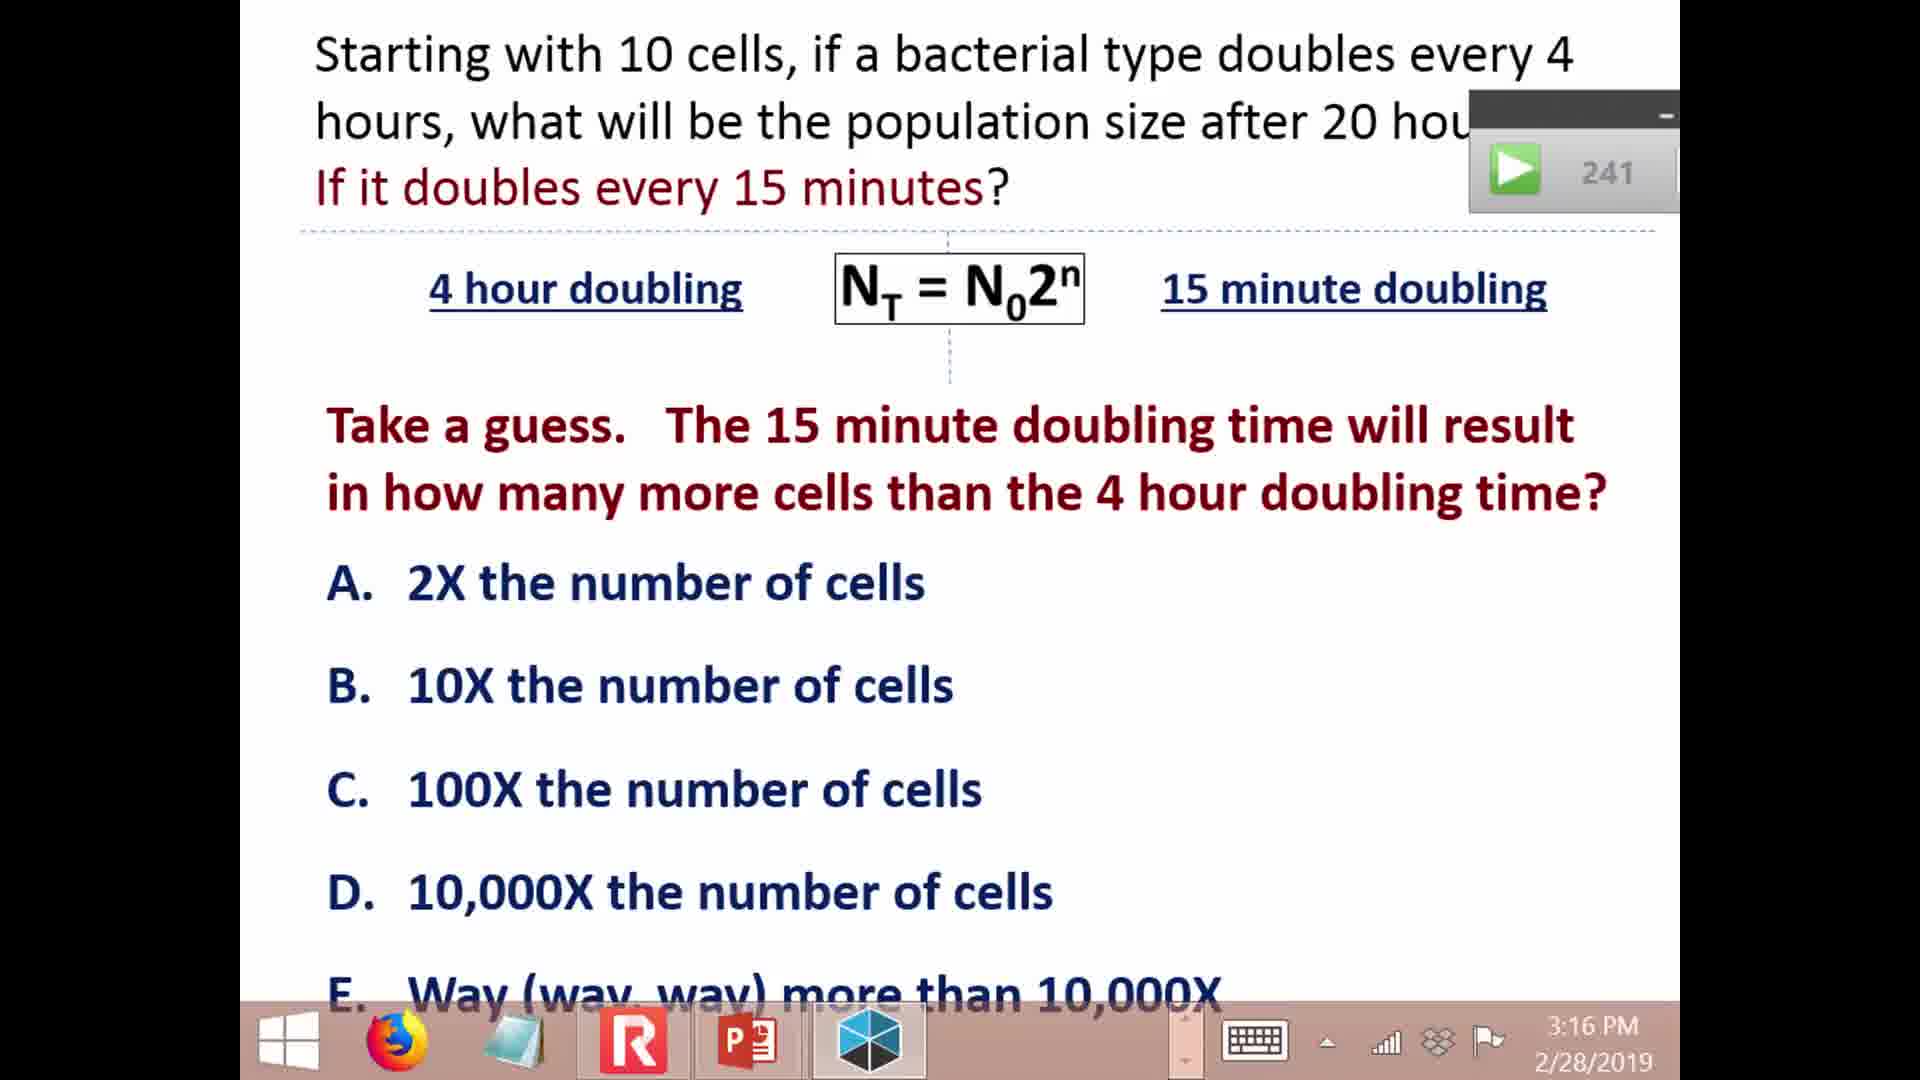 Starting with 10 cells, if a bacterial type doubles every 4
hours, what will be the population size after 20 hou
If it doubles every 15 minutes?
241
4 hour doubling
N_T = N_0 2^n
15 minute doubling
Take a guess. The 15 minute doubling time will result
in how many more cells than the 4 hour doubling time?
A. 2X the number of cells
B. 10X the number of cells
C. 100X the number of cells
D. 10,000X the number of cells
E. Way (way, way) more than 10,000X
3:16 PM
2/28/2019